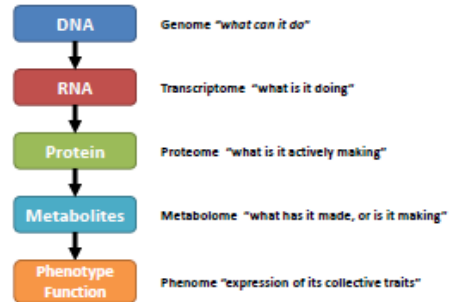 DNA
Genome "what can it do"
RNA
Transcriptome "what is it doing"
Protein
Proteome "what is it actively making"
Metabolites
Metabolome "what has it made, or is it making"
Phenotype
Function
Phenome "expression of its collective traits"